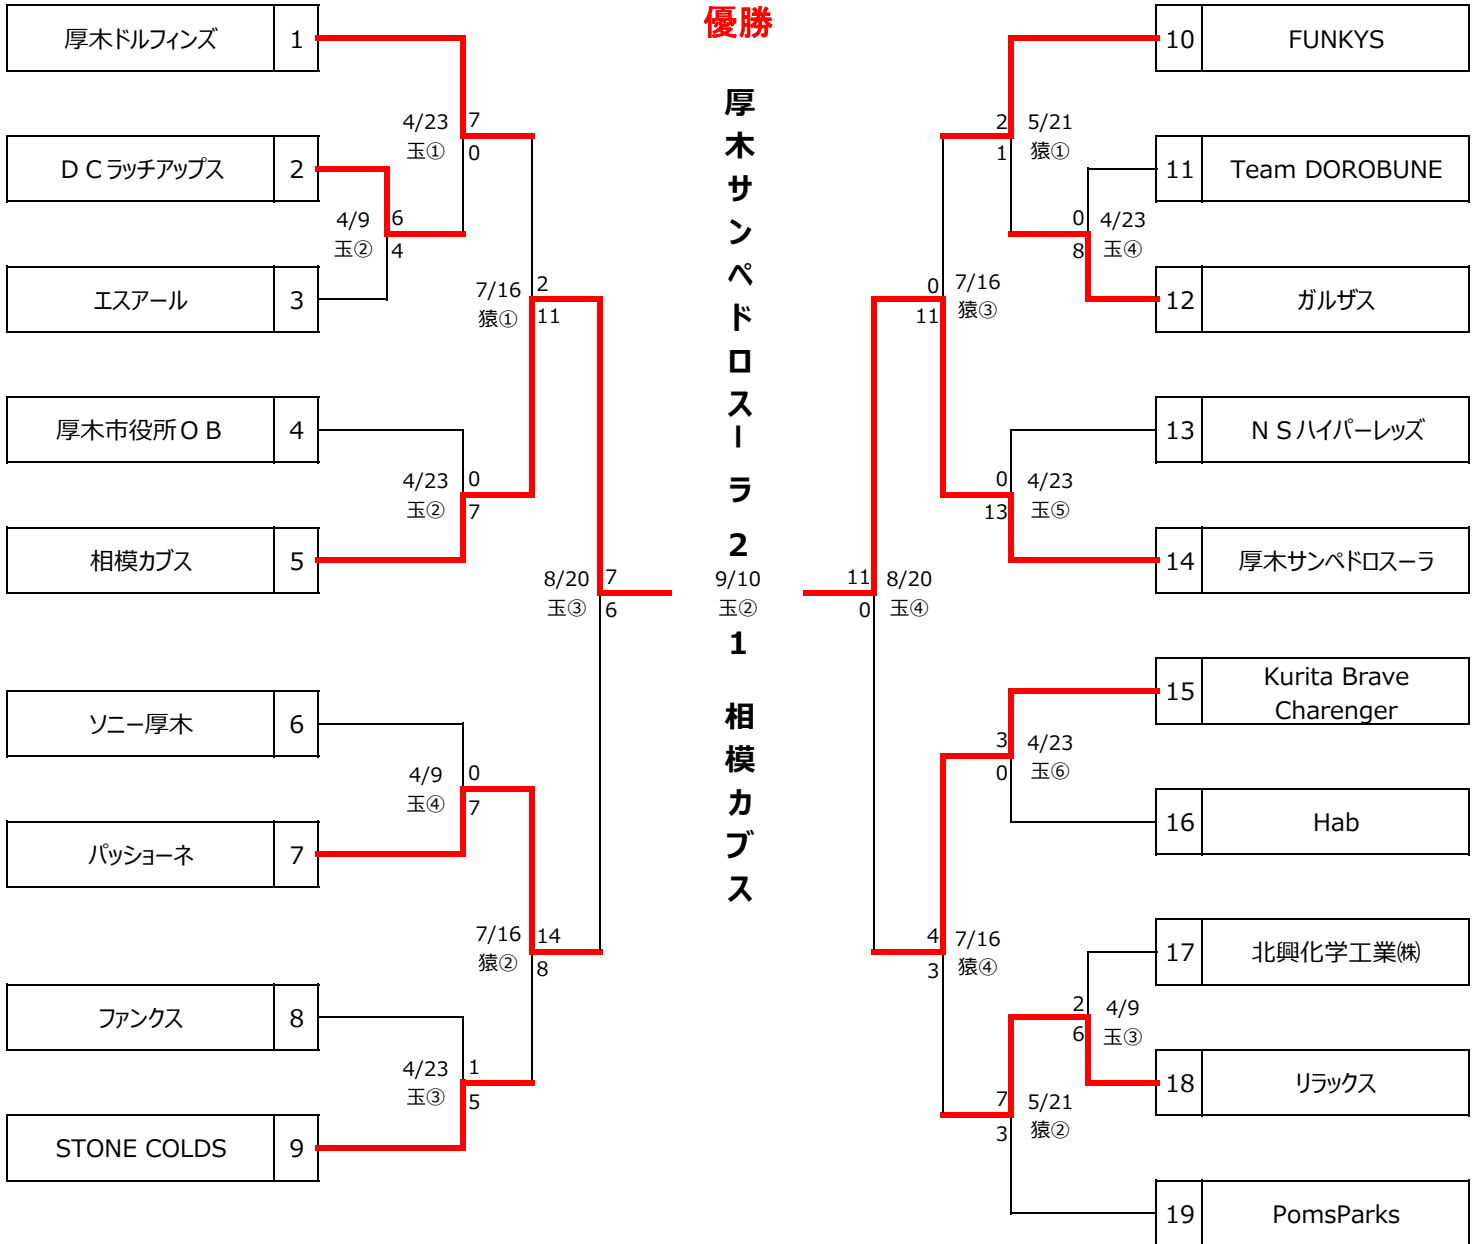 優勝
厚木サンペドロスーラ 2
9/10
玉②
1 相模カブス
厚木ドルフィンズ 1
4/23 7
玉① 0
DCラッチアップス 2
4/9 6
玉② 4
エスアール 3
7/16 2
猿① 11
厚木市役所OB 4
4/23 0
玉② 7
相模カブス 5
8/20 7
玉③ 6
ソニー厚木 6
4/9 0
玉④ 7
パッショーネ 7
7/16 14
猿② 8
ファンクス 8
4/23 1
玉③ 5
STONE COLDS 9
10 FUNKYS
2 5/21
1 猿①
11 Team DOROBUNE
0 4/23
8 玉④
12 ガルザス
0 7/16
11 猿③
13 NSハイパーレッズ
0 4/23
13 玉⑤
14 厚木サンペドロスーラ
11 8/20
0 玉④
15 Kurita Brave
Charenger
3 4/23
0 玉⑥
16 Hab
4 7/16
3 猿④
17 北興化学工業㈱
2 4/9
6 玉③
18 リラックス
7 5/21
3 猿②
19 PomsParks